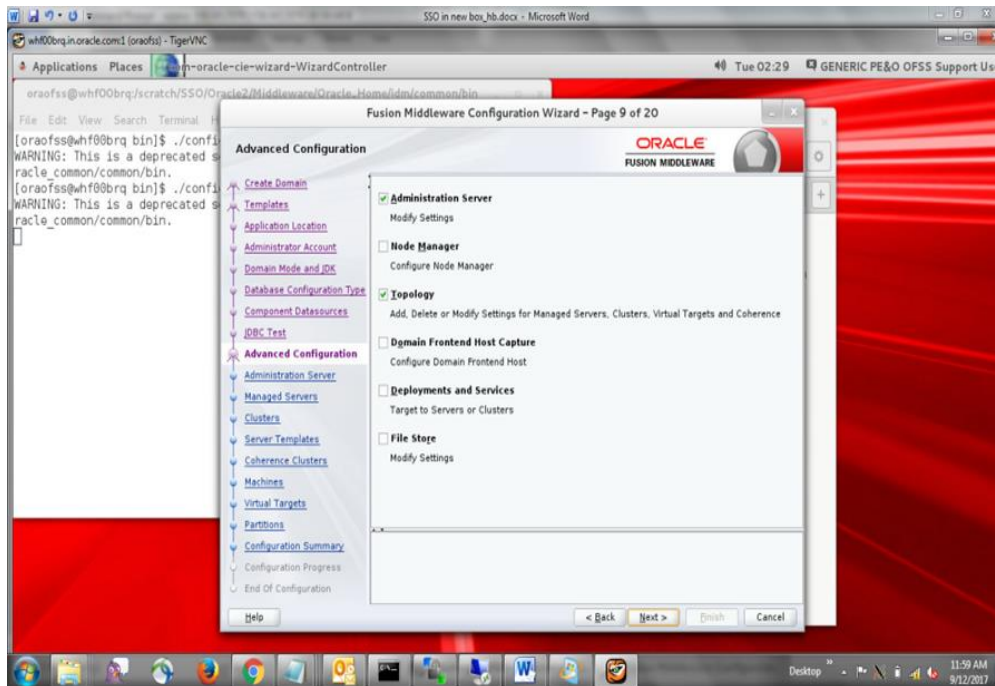 SSO in new box_hb.docx - Microsoft Word
whf00brq.in.oracle.com:1 (oraofss) - TigerVNC
Applications Places
-oracle-cie-wizard-WizardController
Tue 02:29
GENERIC PE&O OFSS Support Us
oraofss@whf00brq:/scratch/SSO/Oracle2/Middleware/Oracle_Home/idm/common/bin
File Edit View Search Terminal H
[oraofss@whf00brq bin]$ ./confi
WARNING: This is a deprecated s
racle_common/common/bin.
[oraofss@whf00brq bin]$ ./confi
WARNING: This is a deprecated s
racle_common/common/bin.
Fusion Middleware Configuration Wizard - Page 9 of 20
Advanced Configuration
ORACLE
FUSION MIDDLEWARE
Create Domain
Templates
Application Location
Administrator Account
Domain Mode and JDK
Database Configuration Type
Component Datasources
JDBC Test
Advanced Configuration
Administration Server
Managed Servers
Clusters
Server Templates
Coherence Clusters
Machines
Virtual Targets
Partitions
Configuration Summary
Configuration Progress
End Of Configuration
Administration Server
Modify Settings
Node Manager
Configure Node Manager
Topology
Add, Delete or Modify Settings for Managed Servers, Clusters, Virtual Targets and Coherence
Domain Frontend Host Capture
Configure Domain Frontend Host
Deployments and Services
Target to Servers or Clusters
File Store
Modify Settings
Help
< Back
Next >
Finish
Cancel
Desktop
11:59 AM
9/12/2017